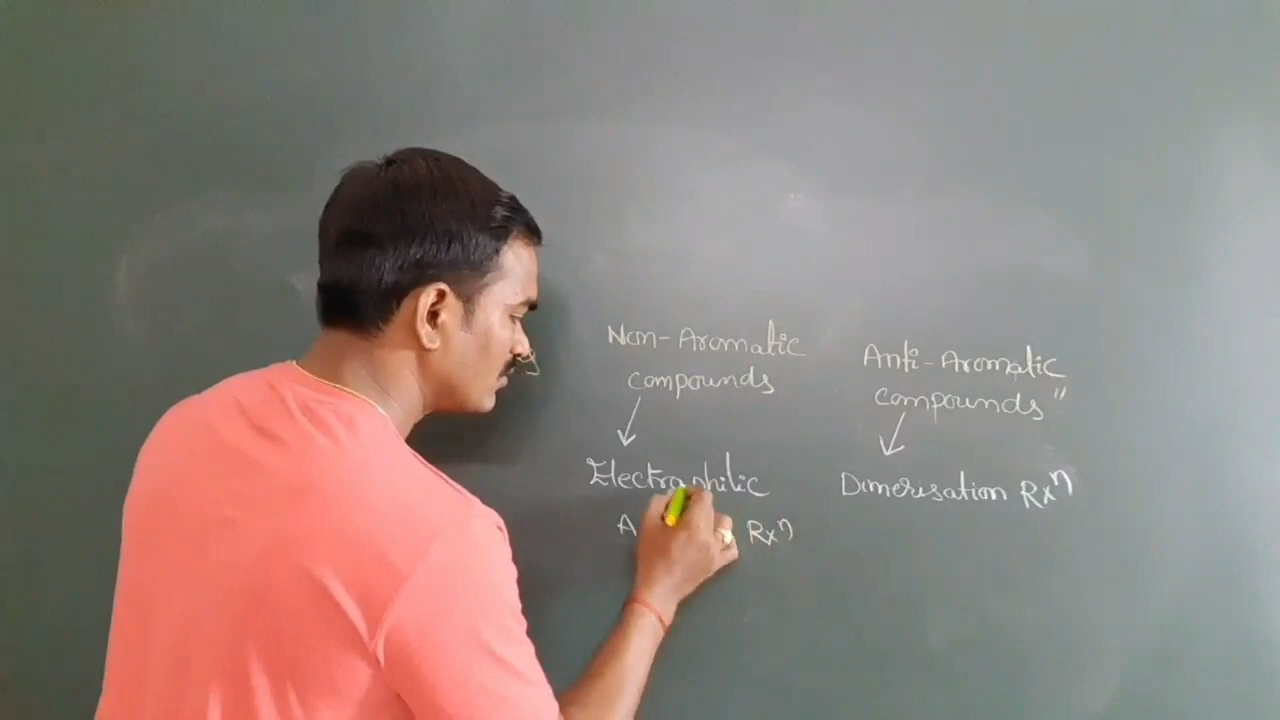 Non-Aromatic
compounds
Electrophilic
A Rxⁿ
Anti-Aromatic
compounds"
Dimerisation Rxⁿ